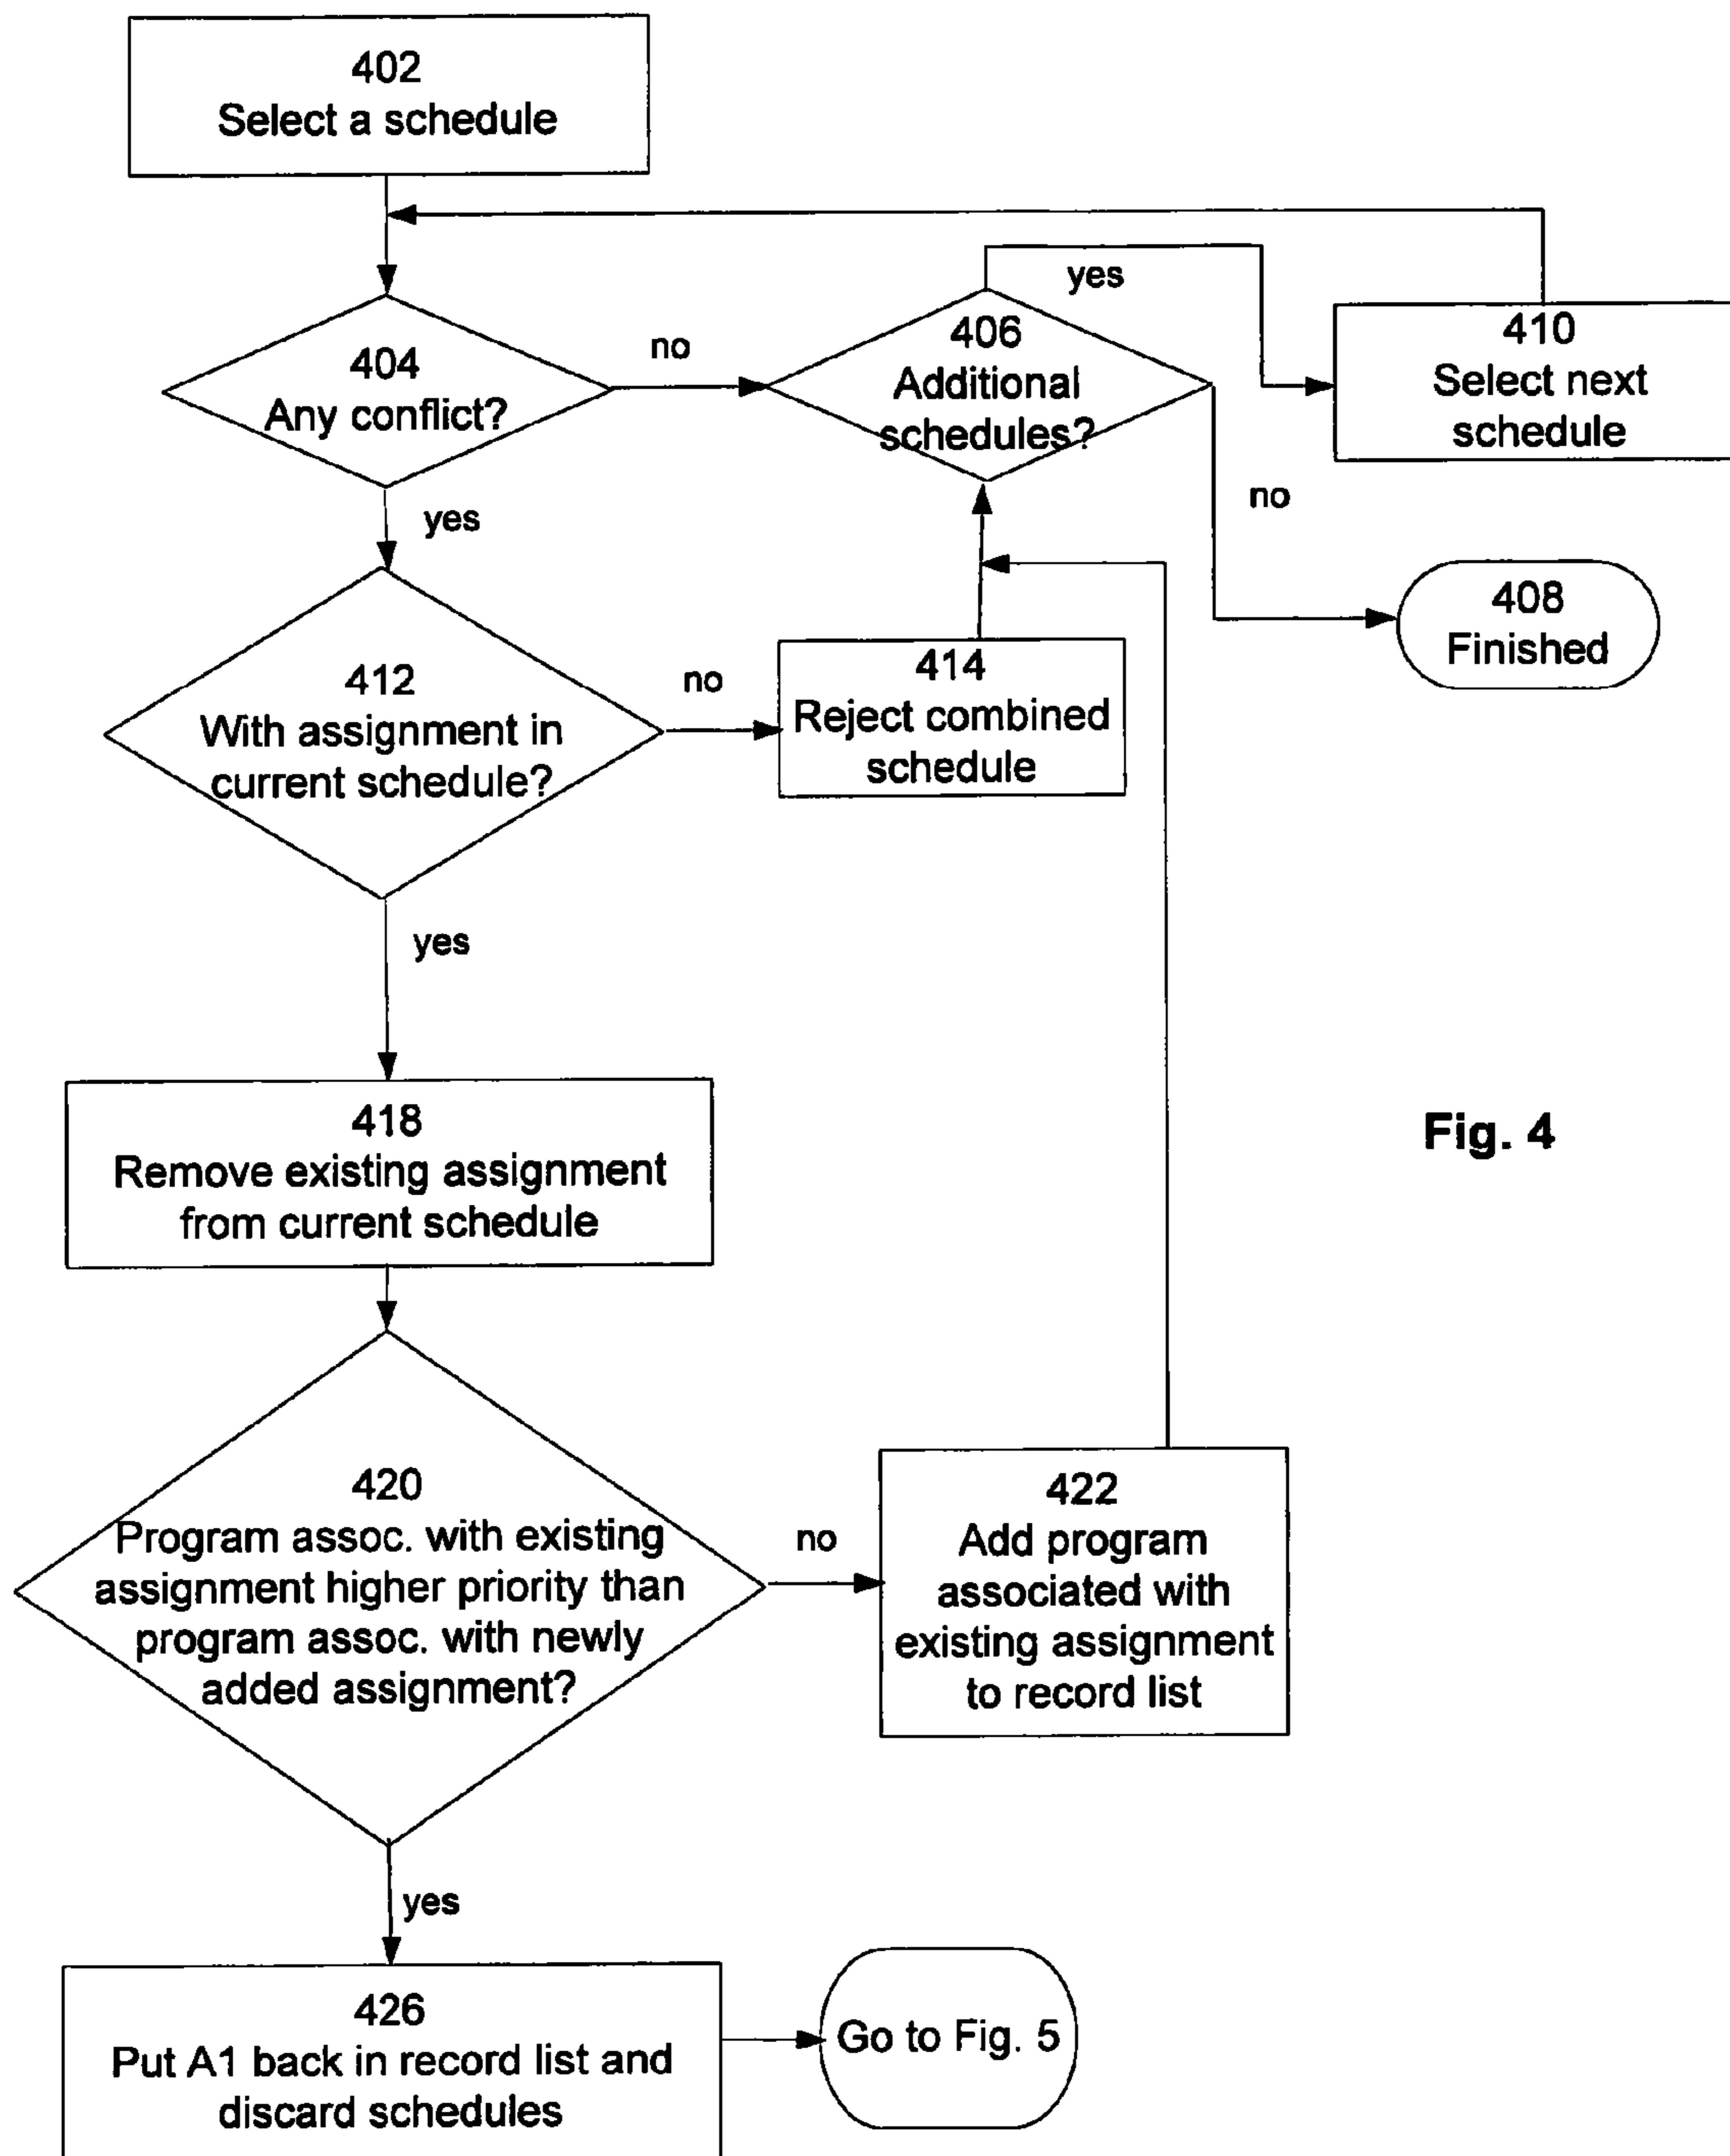 402
Select a schedule
404
Any conflict?
no
yes
406
Additional
schedules?
yes
no
410
Select next
schedule
408
Finished
412
With assignment in
current schedule?
no
yes
414
Reject combined
schedule
418
Remove existing assignment
from current schedule
Fig. 4
420
Program assoc. with existing
assignment higher priority than
program assoc. with newly
added assignment?
no
yes
422
Add program
associated with
existing assignment
to record list
426
Put A1 back in record list and
discard schedules
Go to Fig. 5